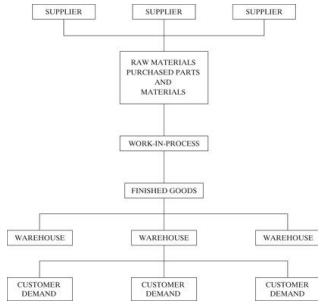 SUPPLIER SUPPLIER SUPPLIER
RAW MATERIALS
PURCHASED PARTS
AND
MATERIALS
WORK-IN-PROCESS
FINISHED GOODS
WAREHOUSE WAREHOUSE WAREHOUSE
CUSTOMER CUSTOMER CUSTOMER
DEMAND DEMAND DEMAND